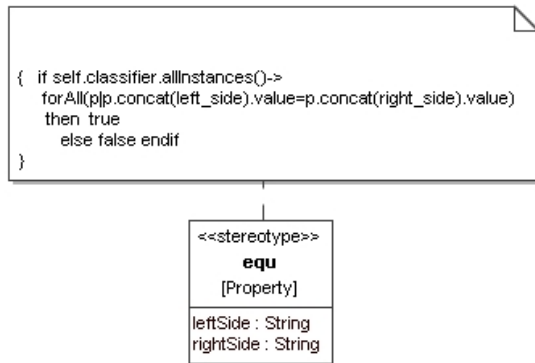 { if self.classifier.allInstances()->
forAll(p|p.concat(left_side).value=p.concat(right_side).value)
then true
else false endif
}
<<stereotype>>
equ
[Property]
leftSide : String
rightSide : String